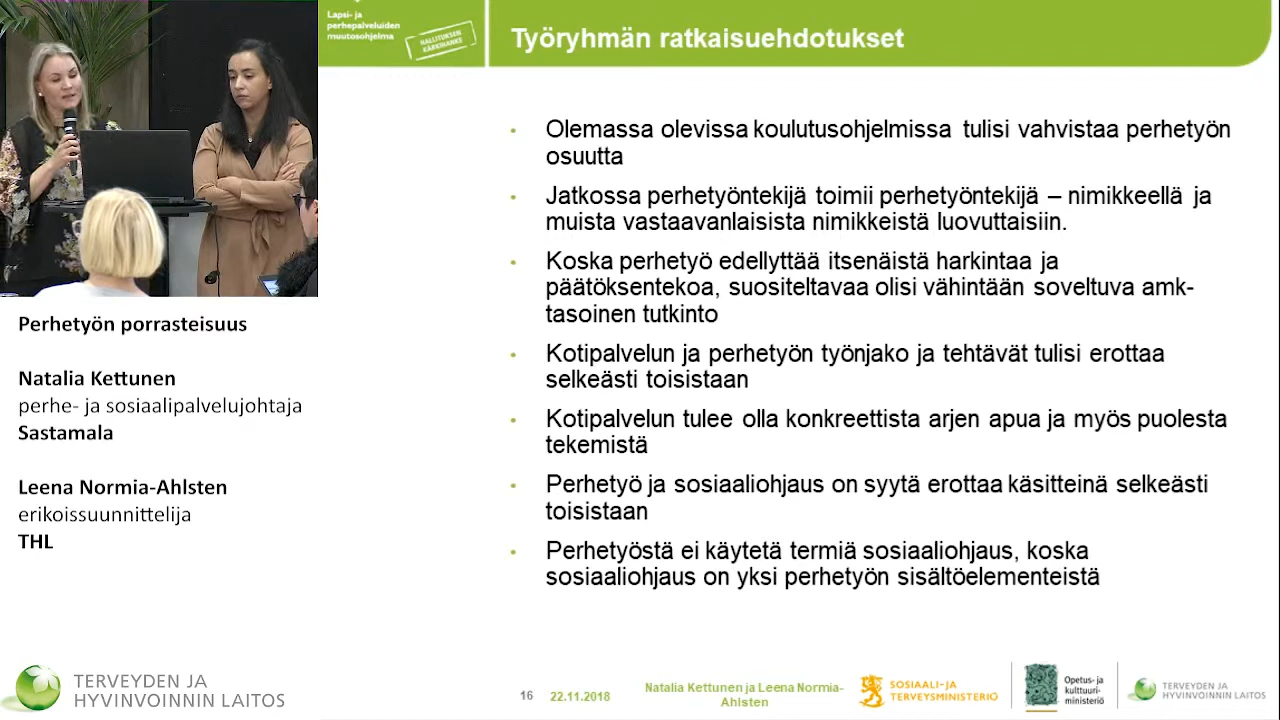 Lapsi- ja
perhepalveluiden
muutosohjelma
HALLITUKSEN
KÄRKIHANKE
Työryhmän ratkaisuehdotukset
Olemassa olevissa koulutusohjelmissa tulisi vahvistaa perhetyön
osuutta
Jatkossa perhetyöntekijä toimii perhetyöntekijä – nimikkeellä ja
muista vastaavanlaisista nimikkeistä luovuttaisiin.
Koska perhetyö edellyttää itsenäistä harkintaa ja
päätöksentekoa, suositeltavaa olisi vähintään soveltuva amk-
tasoinen tutkinto
Kotipalvelun ja perhetyön työnjako ja tehtävät tulisi erottaa
selkeästi toisistaan
Kotipalvelun tulee olla konkreettista arjen apua ja myös puolesta
tekemistä
Perhetyö ja sosiaaliohjaus on syytä erottaa käsitteinä selkeästi
toisistaan
Perhetyöstä ei käytetä termiä sosiaaliohjaus, koska
sosiaaliohjaus on yksi perhetyön sisältöelementeistä
Perhetyön porrasteisuus
Natalia Kettunen
perhe- ja sosiaalipalvelujohtaja
Sastamala
Leena Normia-Ahlsten
erikoissuunnittelija
THL
TERVEYDEN JA
HYVINVOINNIN LAITOS
16
22.11.2018
Natalia Kettunen ja Leena Normia-
Ahlsten
SOSIAALI- JA
TERVEYSMINISTERIÖ
Opetus- ja
kulttuuri-
ministeriö
TERVEYDEN JA
HYVINVOINNIN LAITOS